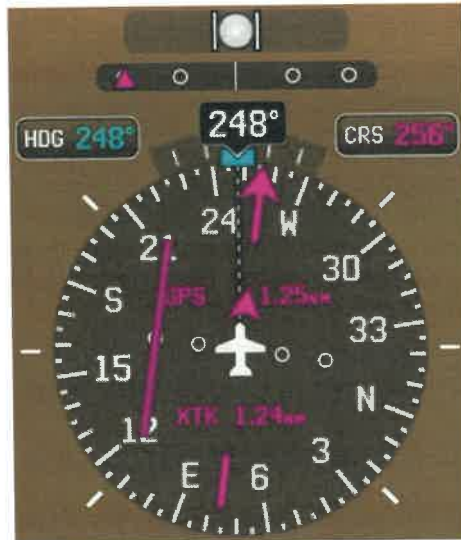 248°
HDG 248° CRS 256°
24 W
21 30
GPS 1.25NM
S 33
15 N
XTK 1.24NM
12 3
E 6